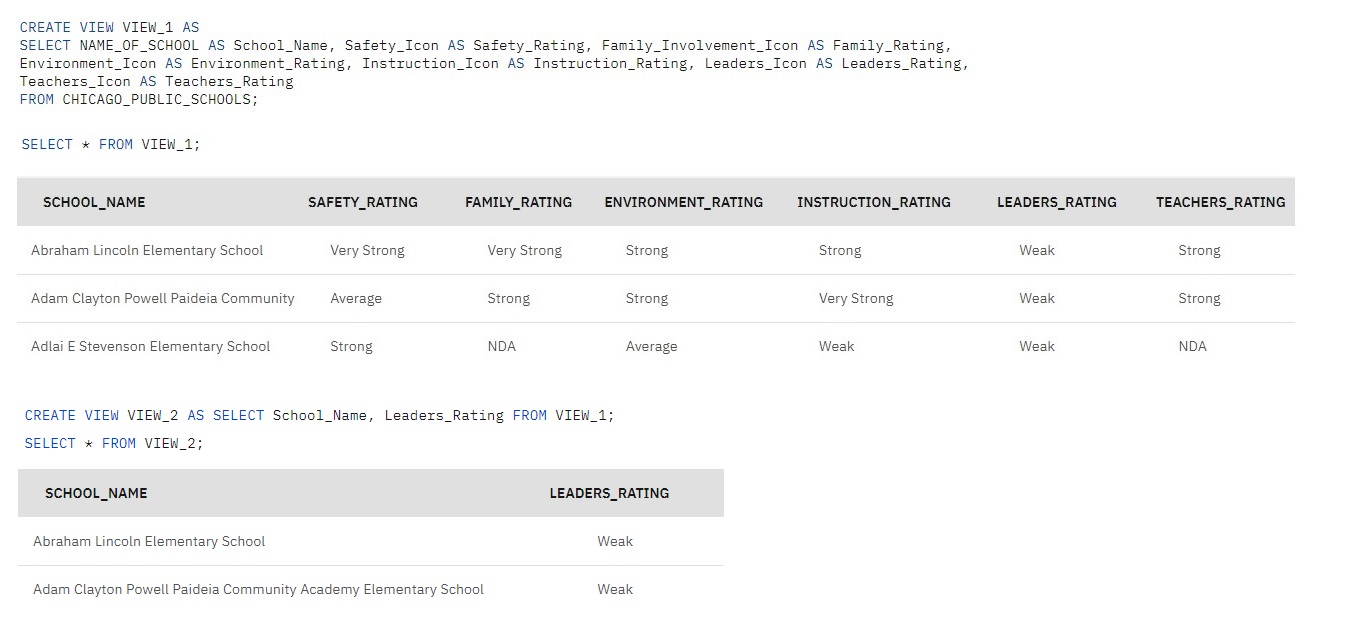 CREATE VIEW VIEW_1 AS
SELECT NAME_OF_SCHOOL AS School_Name, Safety_Icon AS Safety_Rating, Family_Involvement_Icon AS Family_Rating,
Environment_Icon AS Environment_Rating, Instruction_Icon AS Instruction_Rating, Leaders_Icon AS Leaders_Rating,
Teachers_Icon AS Teachers_Rating
FROM CHICAGO_PUBLIC_SCHOOLS;
SELECT * FROM VIEW_1;
SCHOOL_NAME SAFETY_RATING FAMILY_RATING ENVIRONMENT_RATING INSTRUCTION_RATING LEADERS_RATING TEACHERS_RATING
Abraham Lincoln Elementary School Very Strong Very Strong Strong Strong Weak Strong
Adam Clayton Powell Paideia Community Average Strong Strong Very Strong Weak Strong
Adlai E Stevenson Elementary School Strong NDA Average Weak Weak NDA
CREATE VIEW VIEW_2 AS SELECT School_Name, Leaders_Rating FROM VIEW_1;
SELECT * FROM VIEW_2;
SCHOOL_NAME LEADERS_RATING
Abraham Lincoln Elementary School Weak
Adam Clayton Powell Paideia Community Academy Elementary School Weak